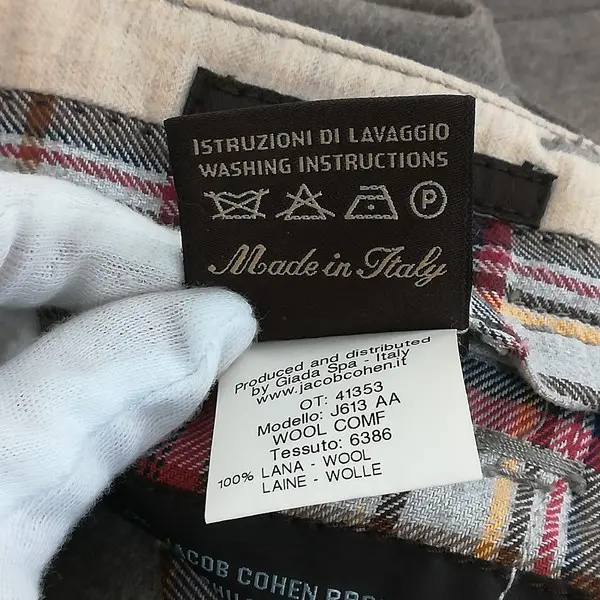 ISTRUZIONI DI LAVAGGIO
WASHING INSTRUCTIONS
P
Made in Italy
Produced and distributed
by Giada Spa - Italy
www.jacobcohen.it
OT: 41353
Modello: J613 AA
WOOL COMF
Tessuto: 6386
100% LANA - WOOL
LAINE - WOLLE
JACOB COHEN